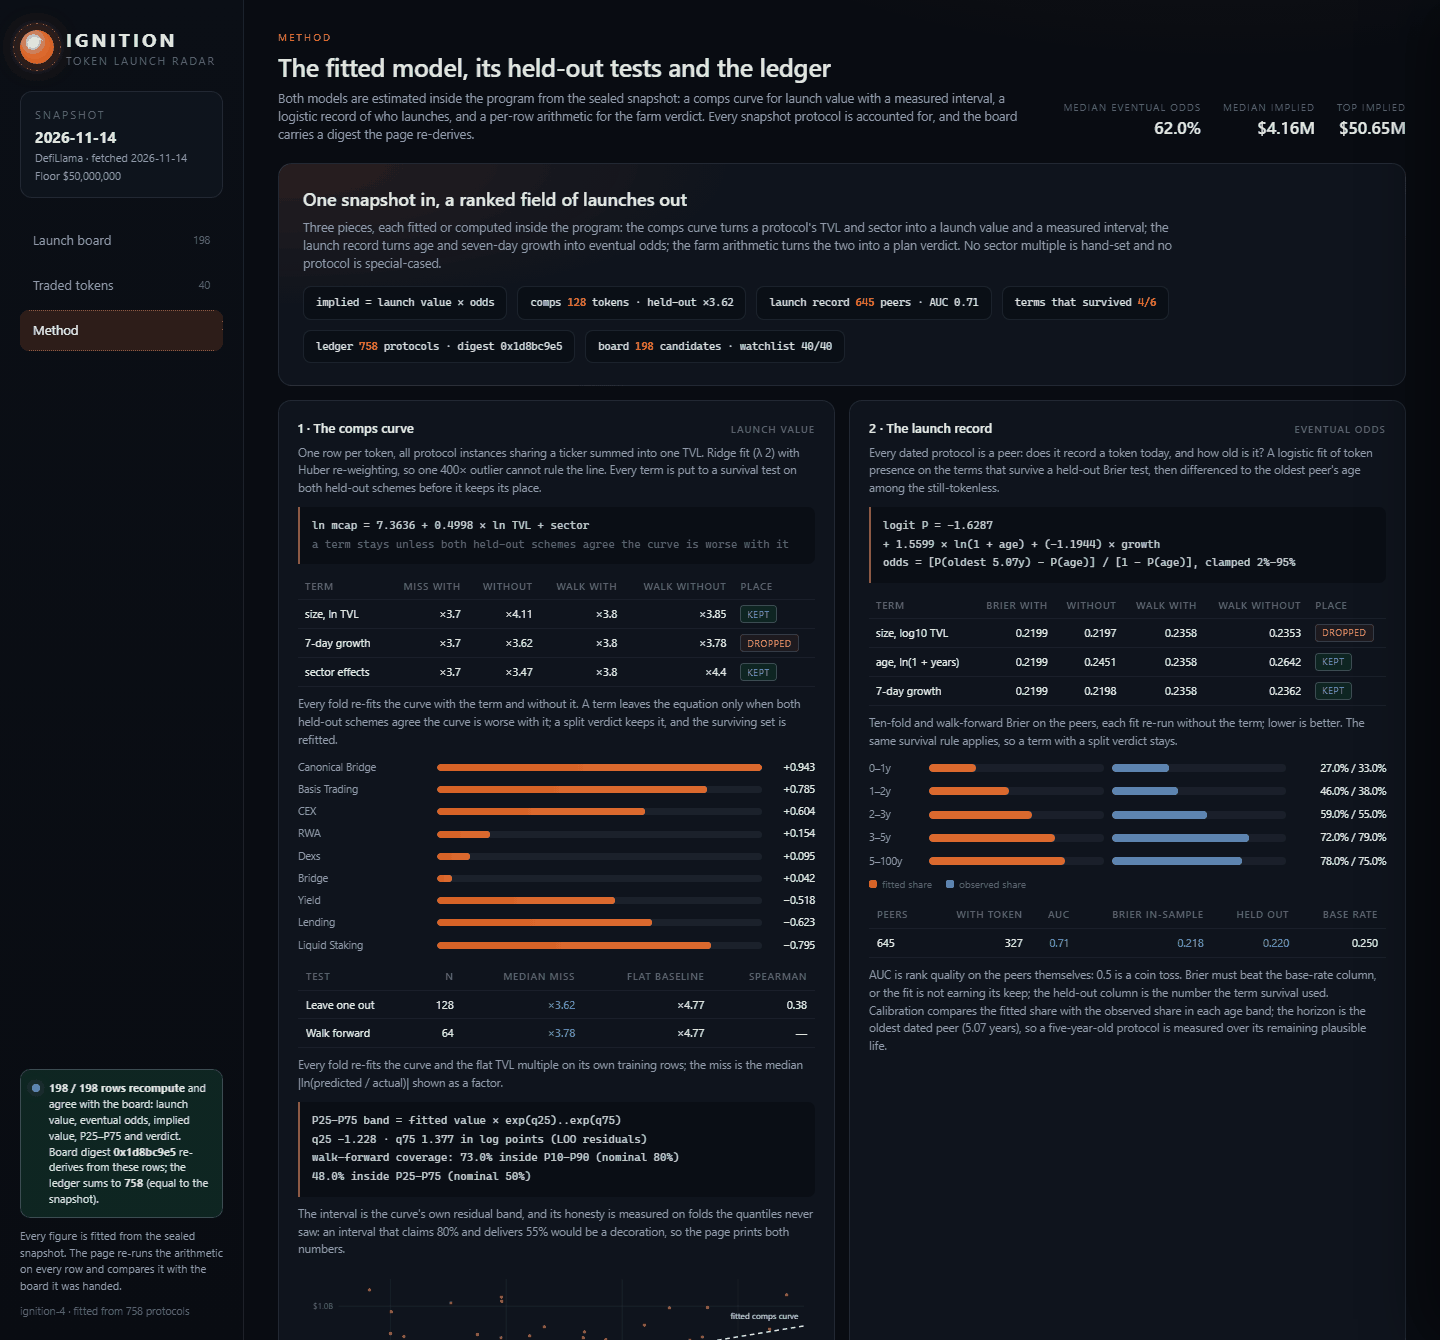 IGNITION
TOKEN LAUNCH RADAR
SNAPSHOT
2026-11-14
DefiLlama · fetched 2026-11-14
Floor $50,000,000
Launch board 198
Traded tokens 40
Method
198 / 198 rows recompute and
agree with the board: launch
value, eventual odds, implied
value, P25–P75 and verdict.
Board digest 0x1d8bc9e5 re-
derives from these rows; the
ledger sums to 758 (equal to the
snapshot).
Every figure is fitted from the sealed
snapshot. The page re-runs the arithmetic
on every row and compares it with the
board it was handed.
ignition-4 · fitted from 758 protocols
METHOD
The fitted model, its held-out tests and the ledger
Both models are estimated inside the program from the sealed snapshot: a comps curve for launch value with a measured interval, a
logistic record of who launches, and a per-row arithmetic for the farm verdict. Every snapshot protocol is accounted for, and the board
carries a digest the page re-derives.
MEDIAN EVENTUAL ODDS MEDIAN IMPLIED TOP IMPLIED
62.0% $4.16M $50.65M
One snapshot in, a ranked field of launches out
Three pieces, each fitted or computed inside the program: the comps curve turns a protocol's TVL and sector into a launch value and a measured interval; the
launch record turns age and seven-day growth into eventual odds; the farm arithmetic turns the two into a plan verdict. No sector multiple is hand-set and no
protocol is special-cased.
implied = launch value × odds comps 128 tokens · held-out ×3.62 launch record 645 peers · AUC 0.71 terms that survived 4/6
ledger 758 protocols · digest 0x1d8bc9e5 board 198 candidates · watchlist 40/40
1 · The comps curve LAUNCH VALUE
One row per token, all protocol instances sharing a ticker summed into one TVL. Ridge fit (λ 2) with
Huber re-weighting, so one 400× outlier cannot rule the line. Every term is put to a survival test on
both held-out schemes before it keeps its place.
ln mcap = 7.3636 + 0.4998 × ln TVL + sector
a term stays unless both held-out schemes agree the curve is worse with it
TERM MISS WITH WITHOUT WALK WITH WALK WITHOUT PLACE
size, ln TVL ×3.7 ×4.11 ×3.8 ×3.85 KEPT
7-day growth ×3.7 ×3.62 ×3.8 ×3.78 DROPPED
sector effects ×3.7 ×3.47 ×3.8 ×4.4 KEPT
Every fold re-fits the curve with the term and without it. A term leaves the equation only when both
held-out schemes agree the curve is worse with it; a split verdict keeps it, and the surviving set is
refitted.
Canonical Bridge +0.943
Basis Trading +0.785
CEX +0.604
RWA +0.154
Dexs +0.095
Bridge +0.042
Yield −0.518
Lending −0.623
Liquid Staking −0.795
TEST N MEDIAN MISS FLAT BASELINE SPEARMAN
Leave one out 128 ×3.62 ×4.77 0.38
Walk forward 64 ×3.78 ×4.77 —
Every fold re-fits the curve and the flat TVL multiple on its own training rows; the miss is the median
|ln(predicted / actual)| shown as a factor.
P25–P75 band = fitted value × exp(q25)..exp(q75)
q25 −1.228 · q75 1.377 in log points (LOO residuals)
walk-forward coverage: 73.0% inside P10–P90 (nominal 80%)
48.0% inside P25–P75 (nominal 50%)
The interval is the curve's own residual band, and its honesty is measured on folds the quantiles never
saw: an interval that claims 80% and delivers 55% would be a decoration, so the page prints both
numbers.
$1.0B
fitted comps curve
2 · The launch record EVENTUAL ODDS
Every dated protocol is a peer: does it record a token today, and how old is it? A logistic fit of token
presence on the terms that survive a held-out Brier test, then differenced to the oldest peer's age
among the still-tokenless.
logit P = −1.6287
+ 1.5599 × ln(1 + age) + (−1.1944) × growth
odds = [P(oldest 5.07y) − P(age)] / [1 − P(age)], clamped 2%–95%
TERM BRIER WITH WITHOUT WALK WITH WALK WITHOUT PLACE
size, log10 TVL 0.2199 0.2197 0.2358 0.2353 DROPPED
age, ln(1 + years) 0.2199 0.2451 0.2358 0.2642 KEPT
7-day growth 0.2199 0.2198 0.2358 0.2362 KEPT
Ten-fold and walk-forward Brier on the peers, each fit re-run without the term; lower is better. The
same survival rule applies, so a term with a split verdict stays.
0–1y 27.0% / 33.0%
1–2y 46.0% / 38.0%
2–3y 59.0% / 55.0%
3–5y 72.0% / 79.0%
5–100y 78.0% / 75.0%
fitted share observed share
PEERS WITH TOKEN AUC BRIER IN-SAMPLE HELD OUT BASE RATE
645 327 0.71 0.218 0.220 0.250
AUC is rank quality on the peers themselves: 0.5 is a coin toss. Brier must beat the base-rate column,
or the fit is not earning its keep; the held-out column is the number the term survival used.
Calibration compares the fitted share with the observed share in each age band; the horizon is the
oldest dated peer (5.07 years), so a five-year-old protocol is measured over its remaining plausible
life.